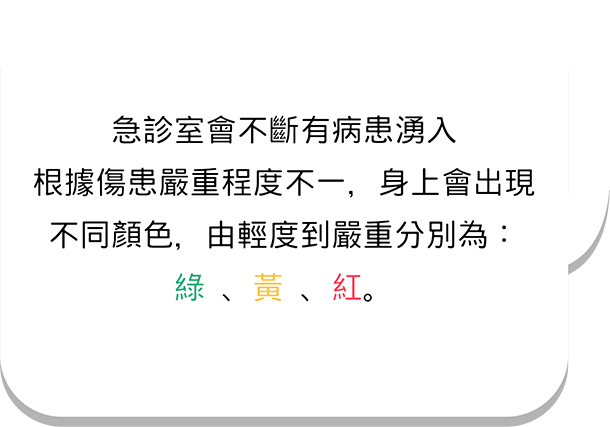 急診室會不斷有病患湧入
根據傷患嚴重程度不一，身上會出現
不同顏色，由輕度到嚴重分別為：
綠、黃、紅。